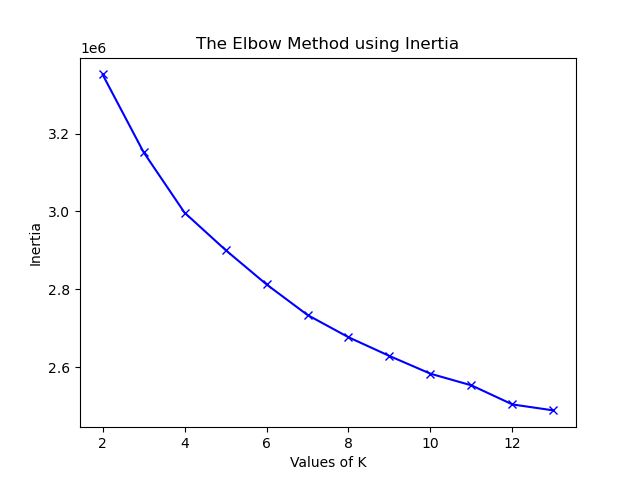 The Elbow Method using Inertia
1e6
3.2
3.0
2.8
2.6
Inertia
2 4 6 8 10 12
Values of K